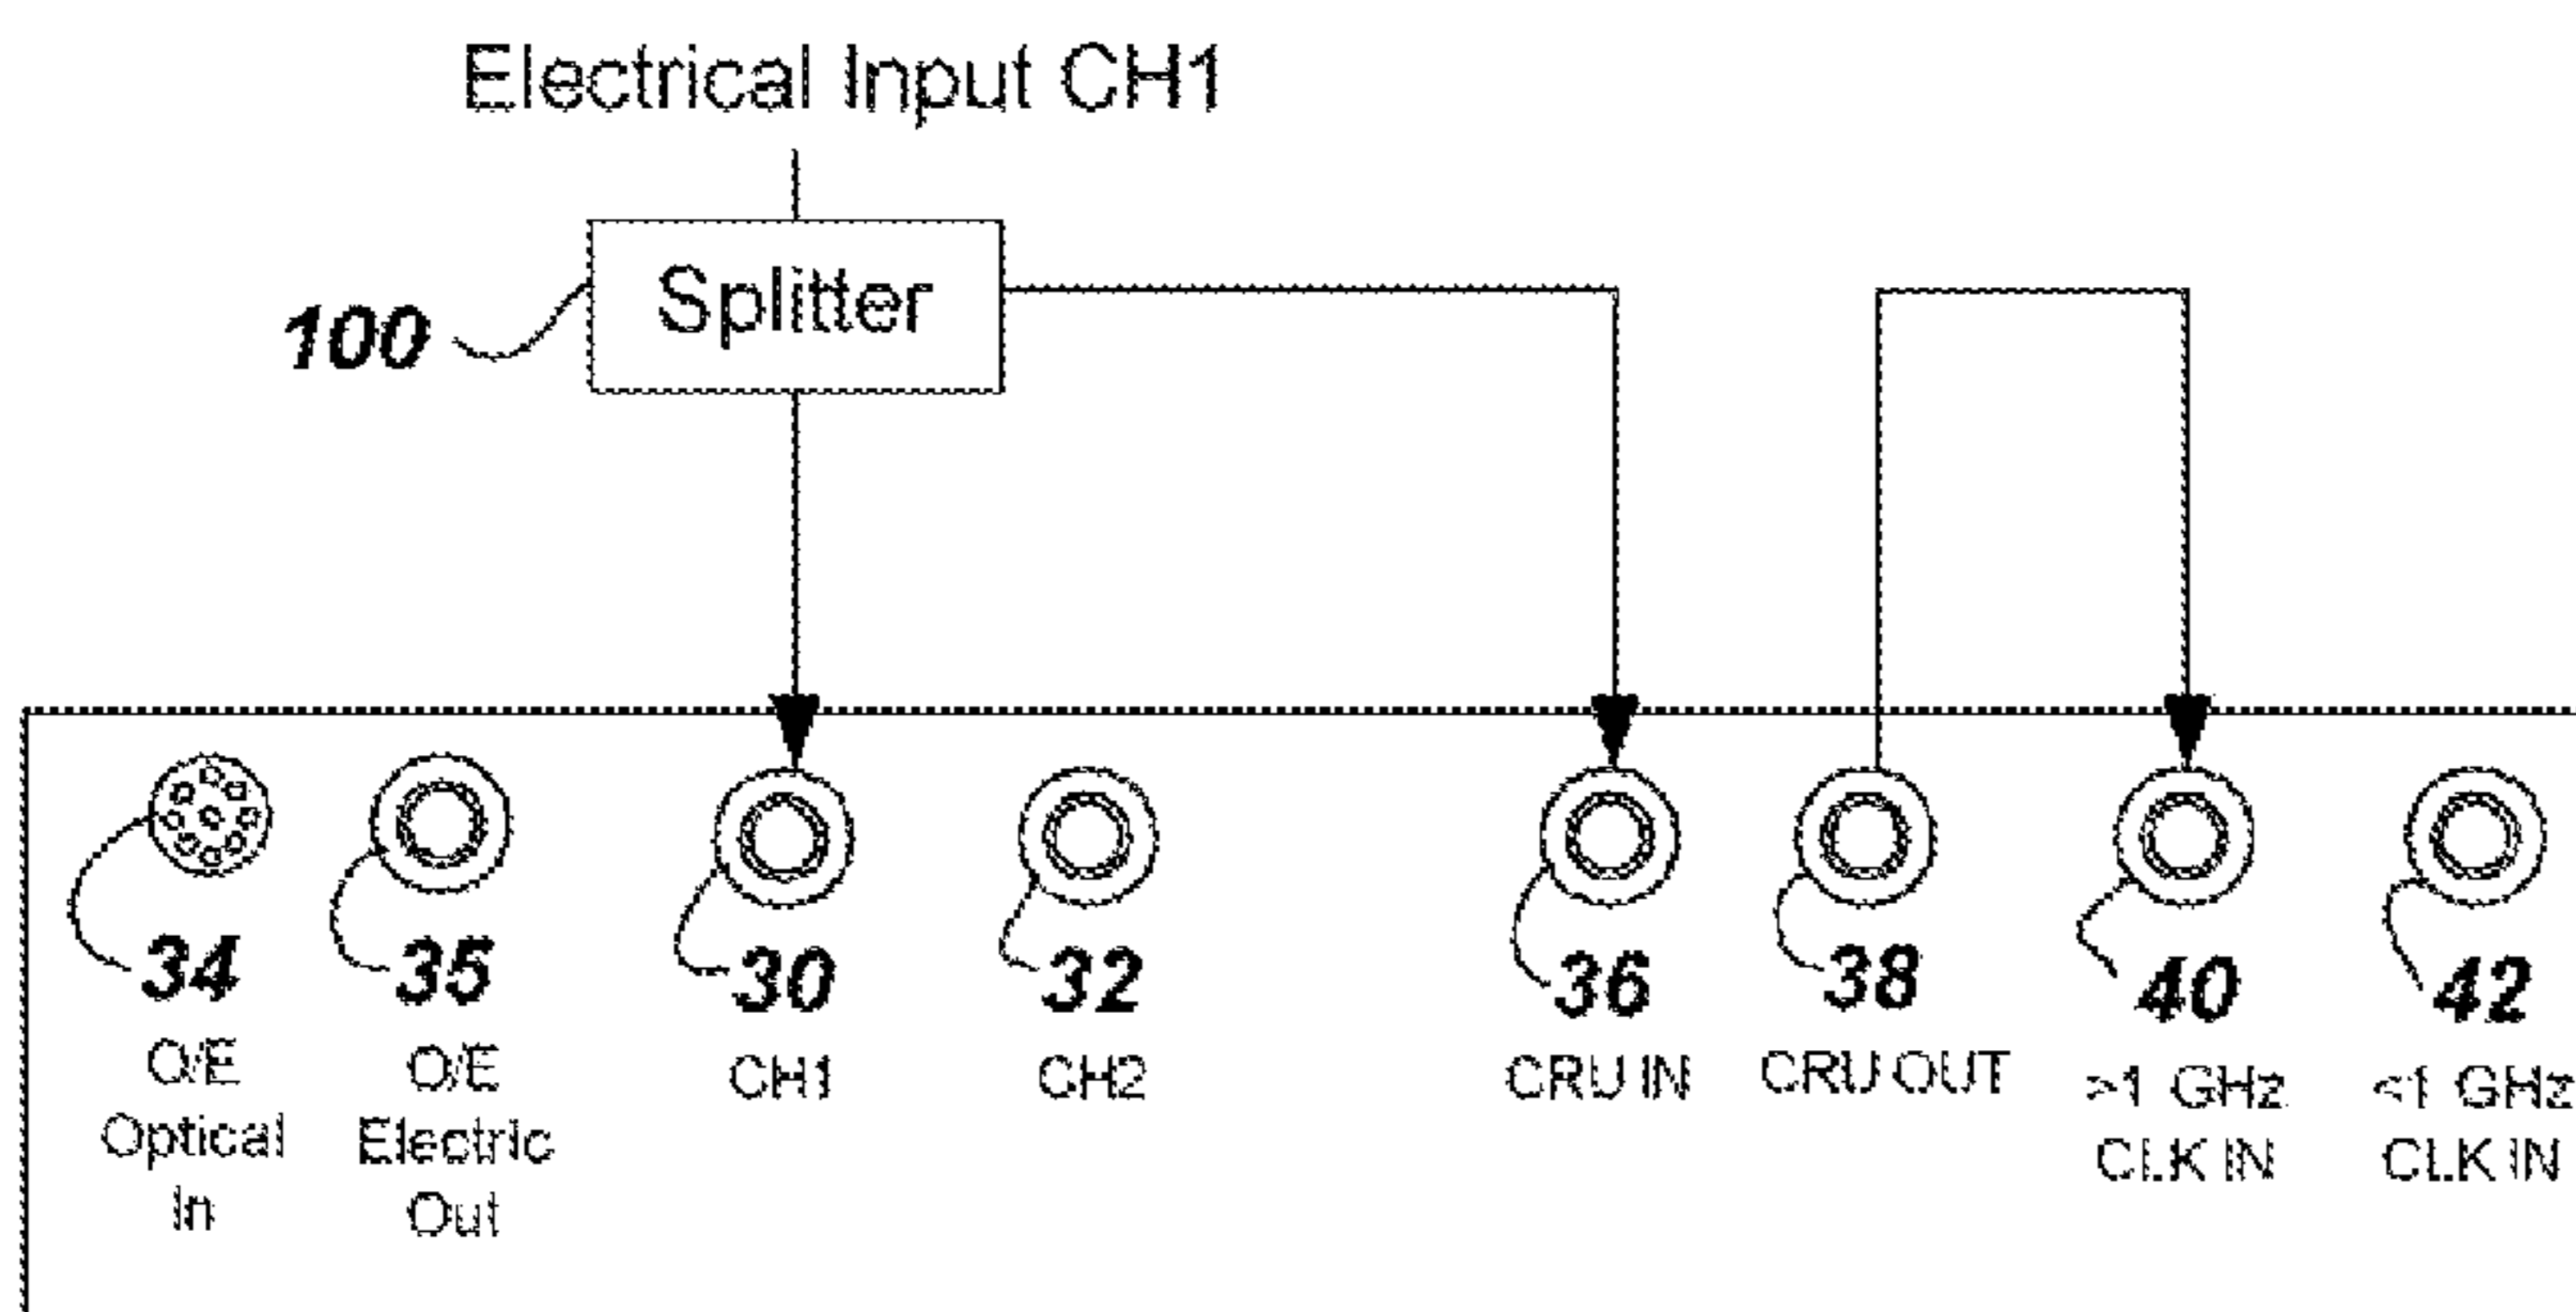 Electrical Input CH1
Splitter
100
34
35
30
32
36
38
40
42
O/E
Optical
In
O/E
Electric
Out
CH1
CH2
CRU IN
CRU OUT
>1 GHz
CLK IN
<1 GHz
CLK IN